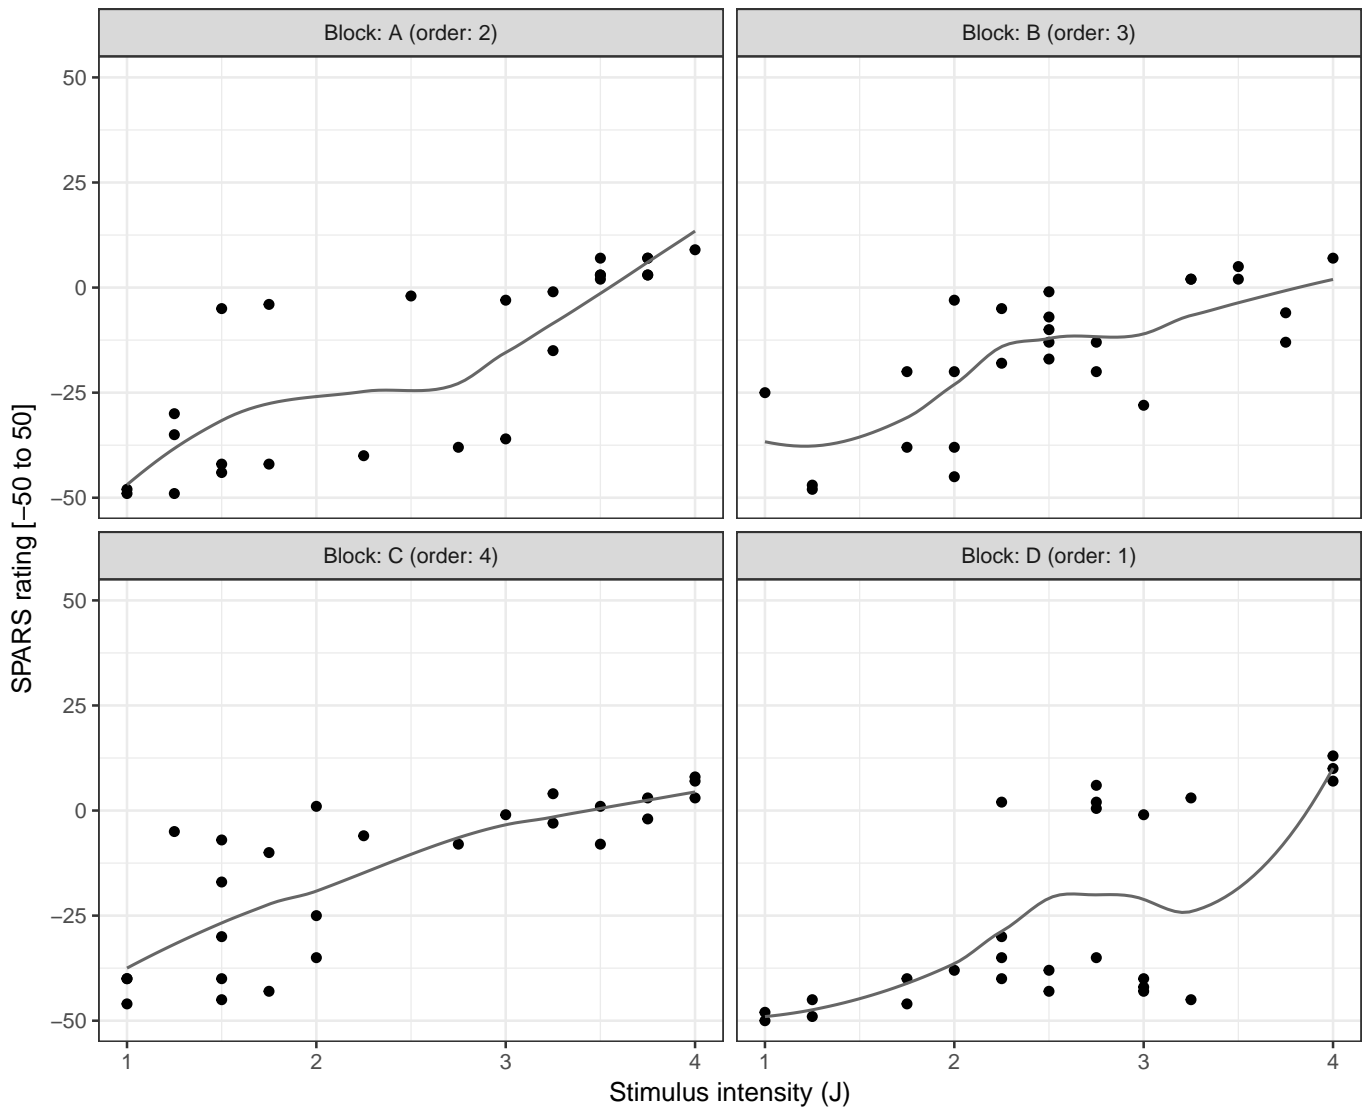 Block: A (order: 2)
Block: B (order: 3)
50
25
0
−25
−50
Block: C (order: 4)
Block: D (order: 1)
50
25
0
−25
−50
1 2 3 4
1 2 3 4
Stimulus intensity (J)
SPARS rating [−50 to 50]